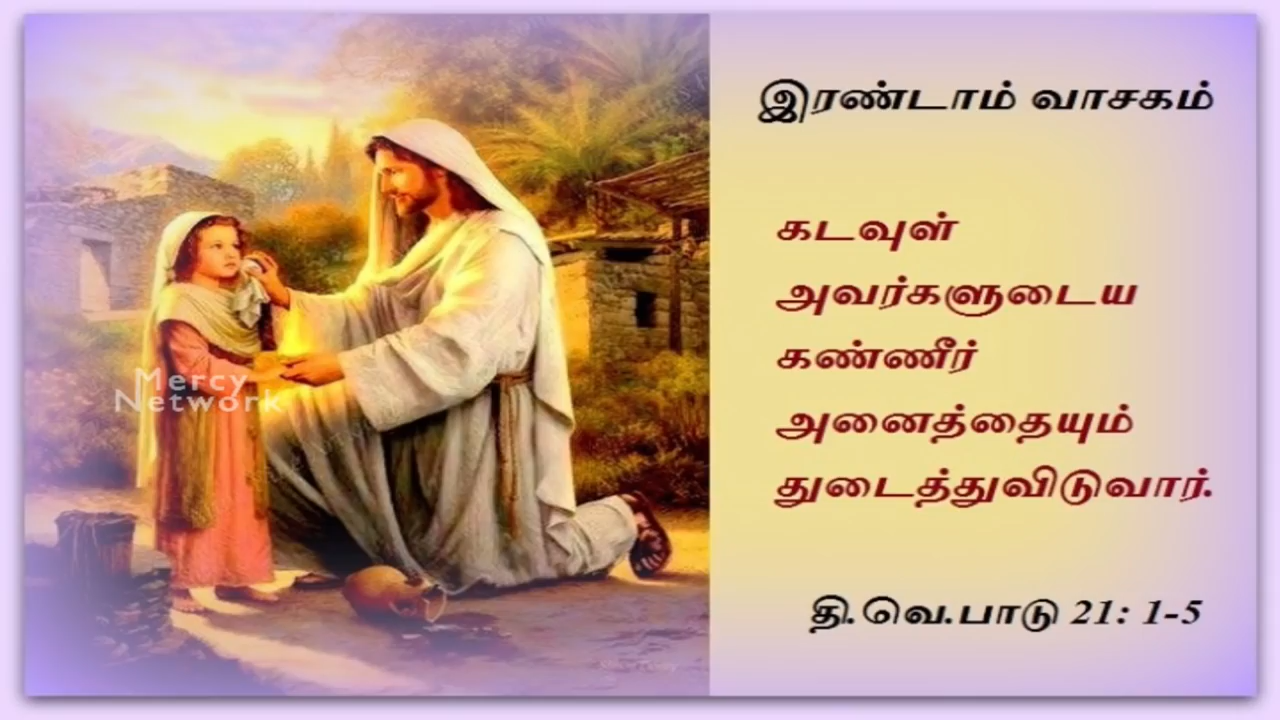 இரண்டாம் வாசகம்
கடவுள்
அவர்களுடைய
கண்ணீர்
அனைத்தையும்
துடைத்துவிடுவார்.
தி.வெ.பாடு 21: 1-5
Mercy
Network